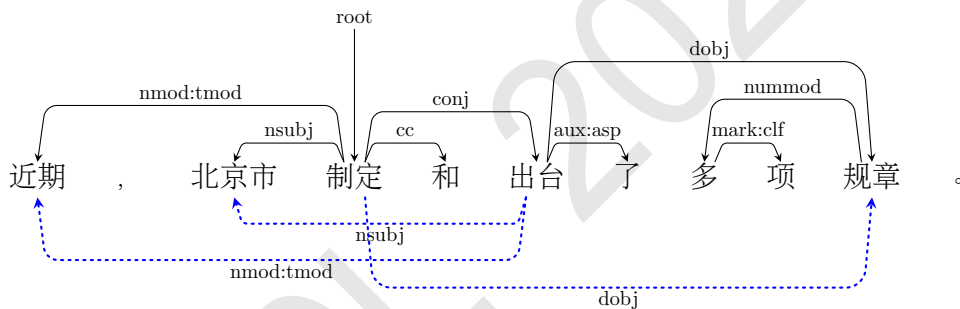 root
dobj
nmod:tmod conj nummod
nsubj cc aux:asp mark:clf
近期 , 北京市 制定 和 出台 了 多 项 规章 。
nsubj
nmod:tmod
dobj